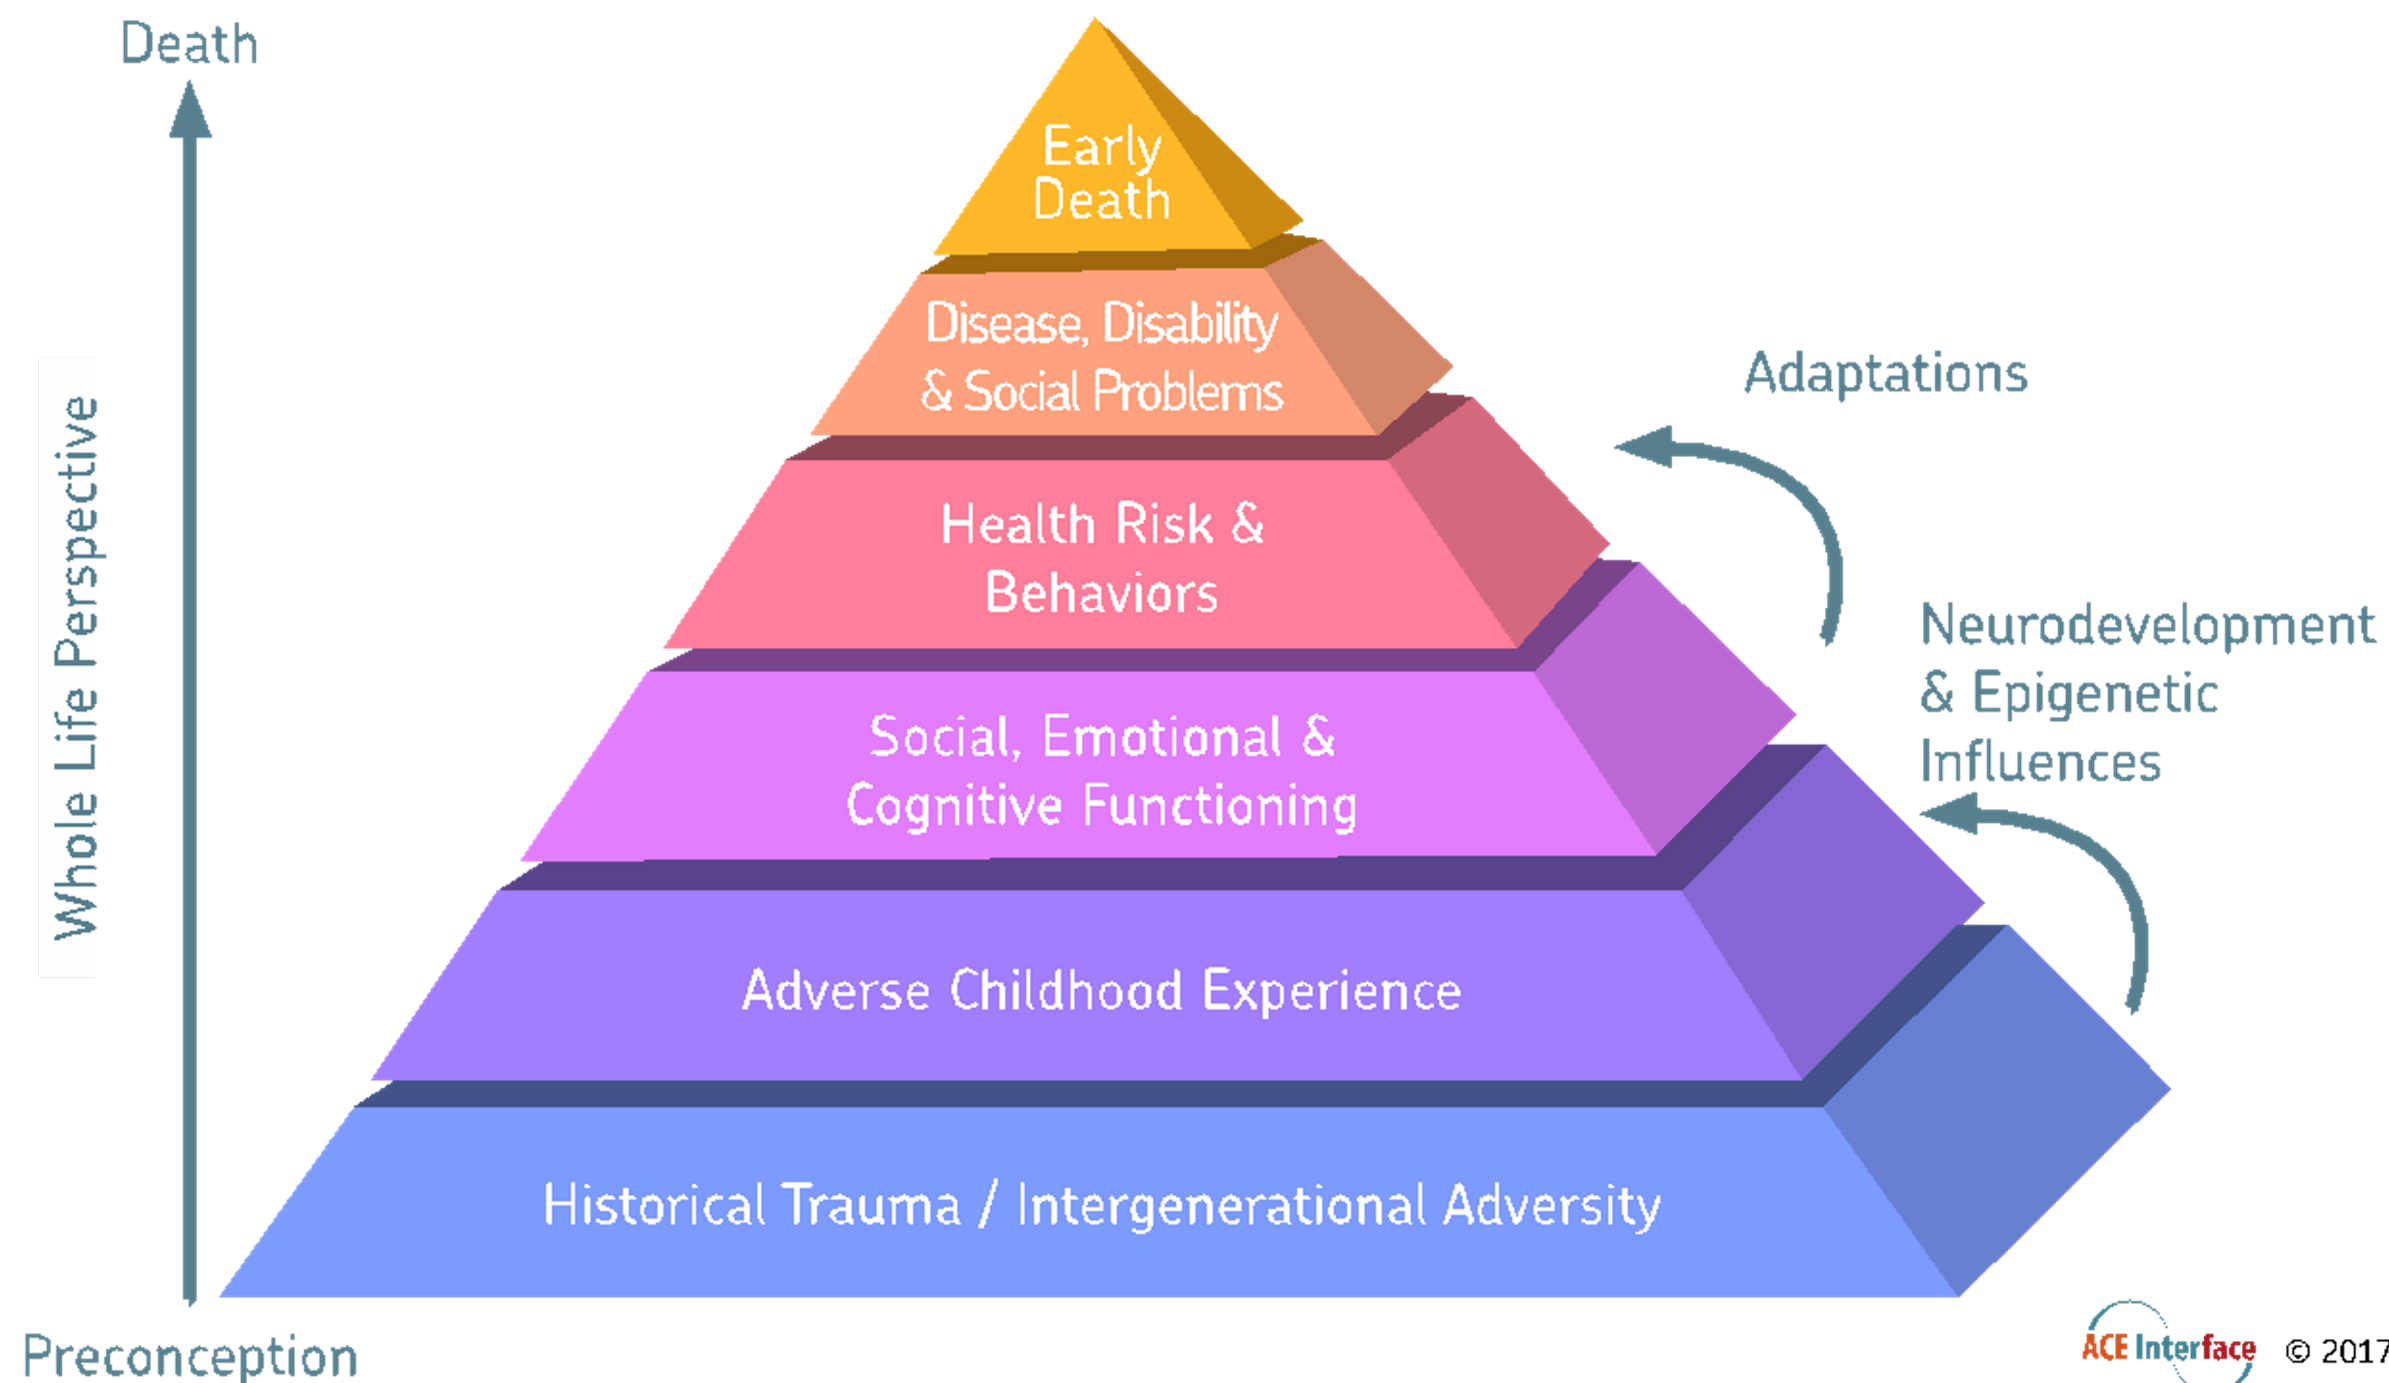 Death
Early
Death
Disease, Disability
& Social Problems
Adaptations
Health Risk &
Behaviors
Neurodevelopment
& Epigenetic
Influences
Whole Life Perspective
Social, Emotional &
Cognitive Functioning
Adverse Childhood Experience
Historical Trauma / Intergenerational Adversity
Preconception
ACE Interface © 2017